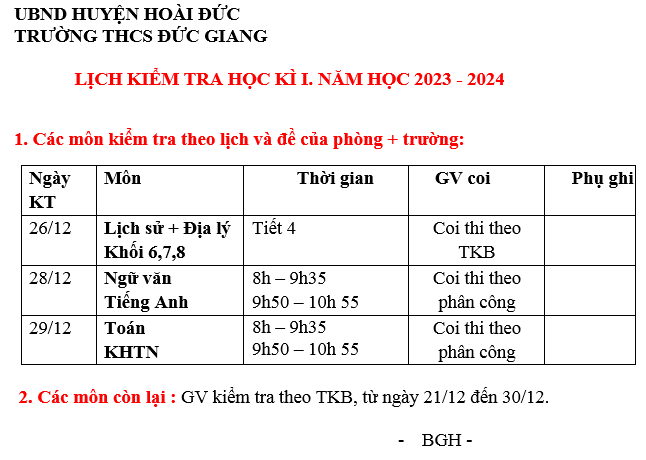 UBND HUYỆN HOÀI ĐỨC
TRƯỜNG THCS ĐỨC GIANG
LỊCH KIỂM TRA HỌC KÌ I. NĂM HỌC 2023 - 2024
1. Các môn kiểm tra theo lịch và đề của phòng + trường:
Ngày KT Môn Thời gian GV coi Phụ ghi
26/12 Lịch sử + Địa lý Tiết 4 Coi thi theo
Khối 6,7,8 TKB
28/12 Ngữ văn 8h – 9h35 Coi thi theo
Tiếng Anh 9h50 – 10h 55 phân công
29/12 Toán 8h – 9h35 Coi thi theo
KHTN 9h50 – 10h 55 phân công
2. Các môn còn lại : GV kiểm tra theo TKB, từ ngày 21/12 đến 30/12.
- BGH -